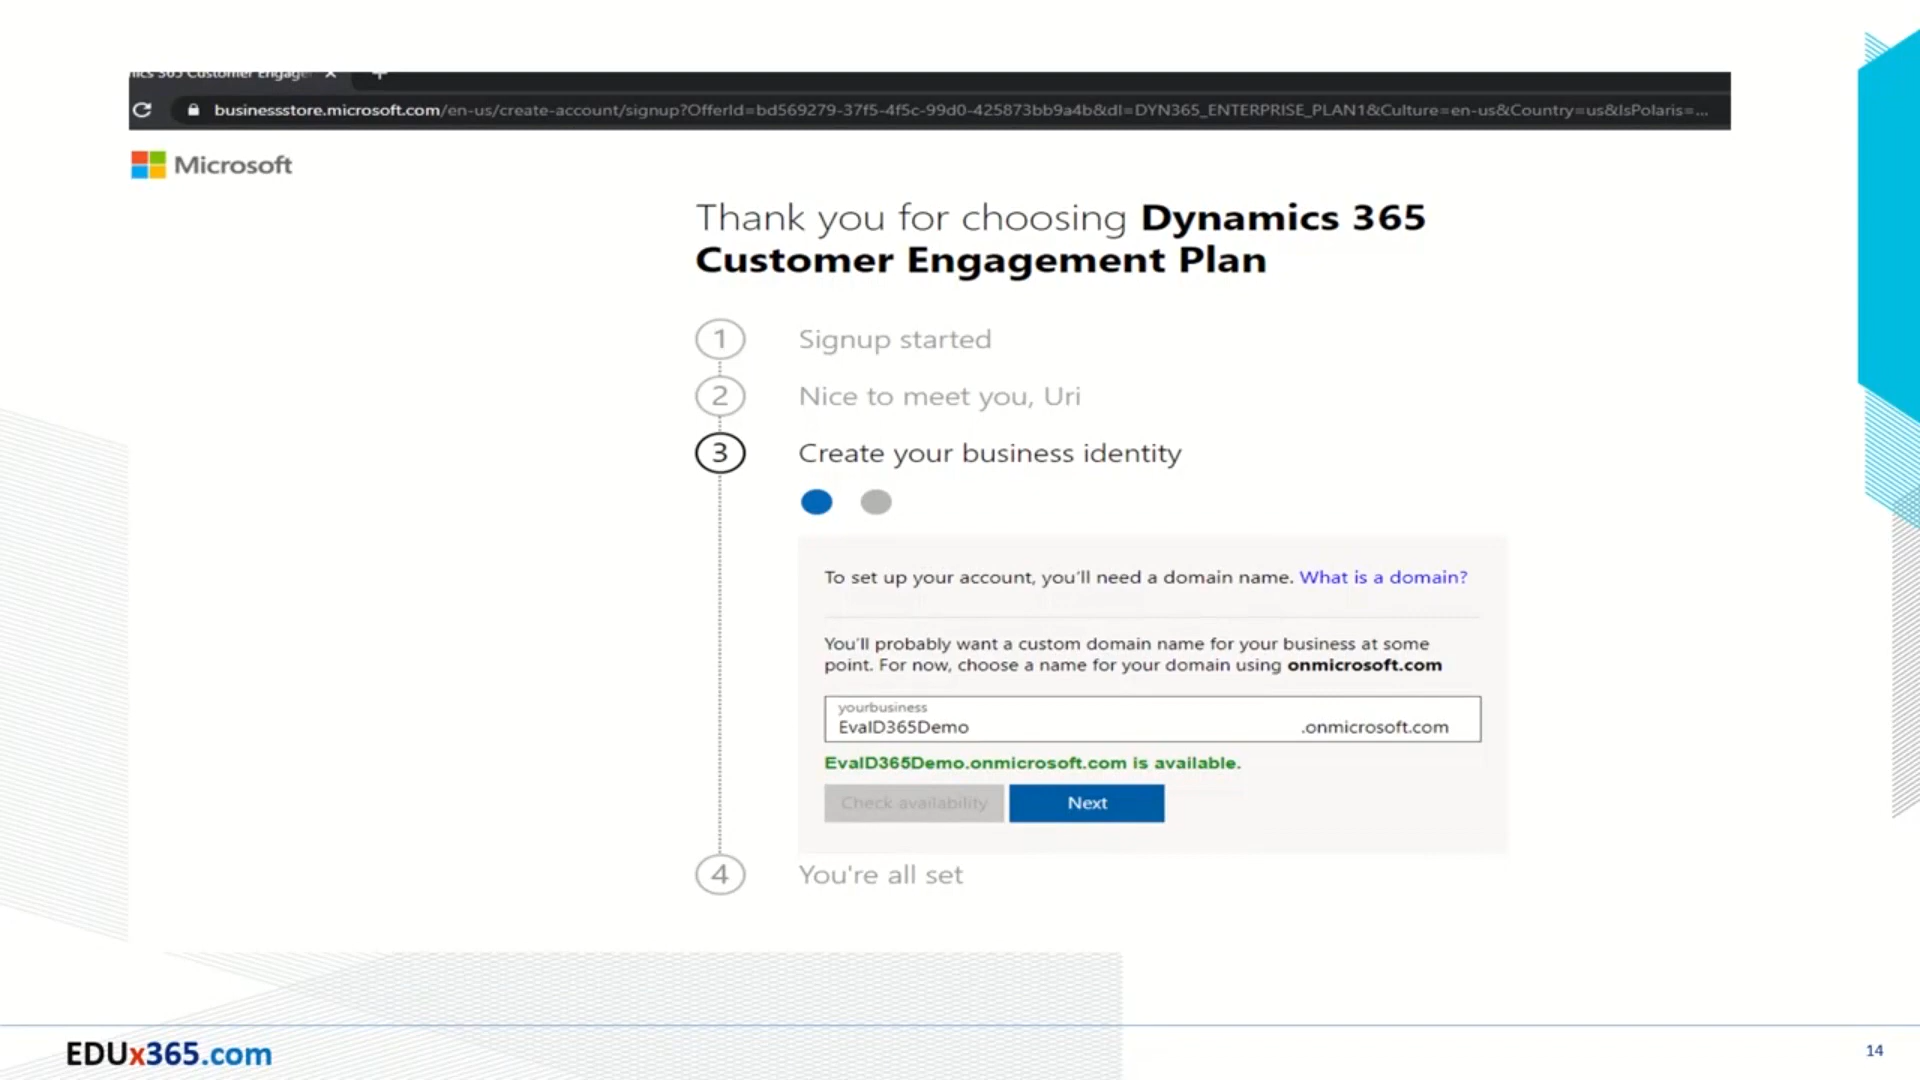 ics 365 Customer Engage
businessstore.microsoft.com/en-us/create-account/signup?OfferId=bd569279-37f5-4f5c-99d0-425873bb9a4b&dl=DYN365_ENTERPRISE_PLAN1&Culture=en-us&Country=us&IsPolaris=...
Microsoft
Thank you for choosing Dynamics 365
Customer Engagement Plan
1 Signup started
2 Nice to meet you, Uri
3 Create your business identity
To set up your account, you'll need a domain name. What is a domain?
You'll probably want a custom domain name for your business at some
point. For now, choose a name for your domain using onmicrosoft.com
yourbusiness
EvalD365Demo .onmicrosoft.com
EvalD365Demo.onmicrosoft.com is available.
Check availability Next
4 You're all set
EDUx365.com
14